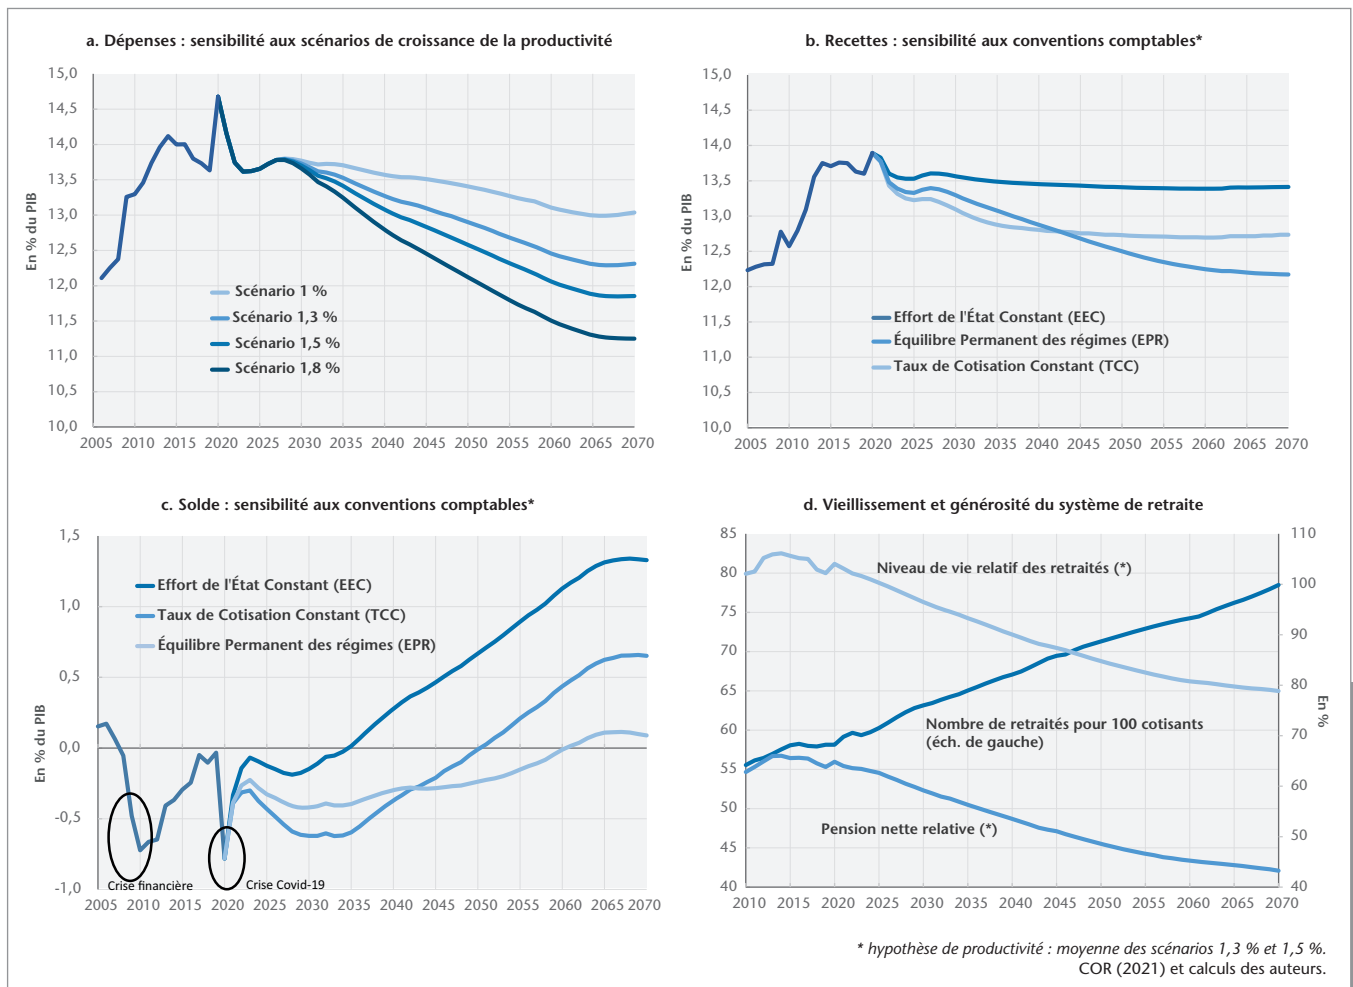 a. Dépenses : sensibilité aux scénarios de croissance de la productivité
En % du PIB
15,0
14,5
14,0
13,5
13,0
12,5
12,0
11,5
11,0
10,5
10,0
Scénario 1 %
Scénario 1,3 %
Scénario 1,5 %
Scénario 1,8 %
2005 2010 2015 2020 2025 2030 2035 2040 2045 2050 2055 2060 2065 2070
b. Recettes : sensibilité aux conventions comptables*
En % du PIB
15,0
14,5
14,0
13,5
13,0
12,5
12,0
11,5
11,0
10,5
10,0
Effort de l'État Constant (EEC)
Équilibre Permanent des régimes (EPR)
Taux de Cotisation Constant (TCC)
2005 2010 2015 2020 2025 2030 2035 2040 2045 2050 2055 2060 2065 2070
c. Solde : sensibilité aux conventions comptables*
En % du PIB
1,5
1,0
0,5
0,0
-0,5
-1,0
Effort de l'État Constant (EEC)
Taux de Cotisation Constant (TCC)
Équilibre Permanent des régimes (EPR)
Crise financière
Crise Covid-19
2005 2010 2015 2020 2025 2030 2035 2040 2045 2050 2055 2060 2065 2070
d. Vieillissement et générosité du système de retraite
85
80
75
70
65
60
55
50
45
40
Niveau de vie relatif des retraités (*)
Nombre de retraités pour 100 cotisants
(éch. de gauche)
Pension nette relative (*)
110
100
90
80
70
60
50
40
En %
2010 2015 2020 2025 2030 2035 2040 2045 2050 2055 2060 2065 2070
* hypothèse de productivité : moyenne des scénarios 1,3 % et 1,5 %.
COR (2021) et calculs des auteurs.